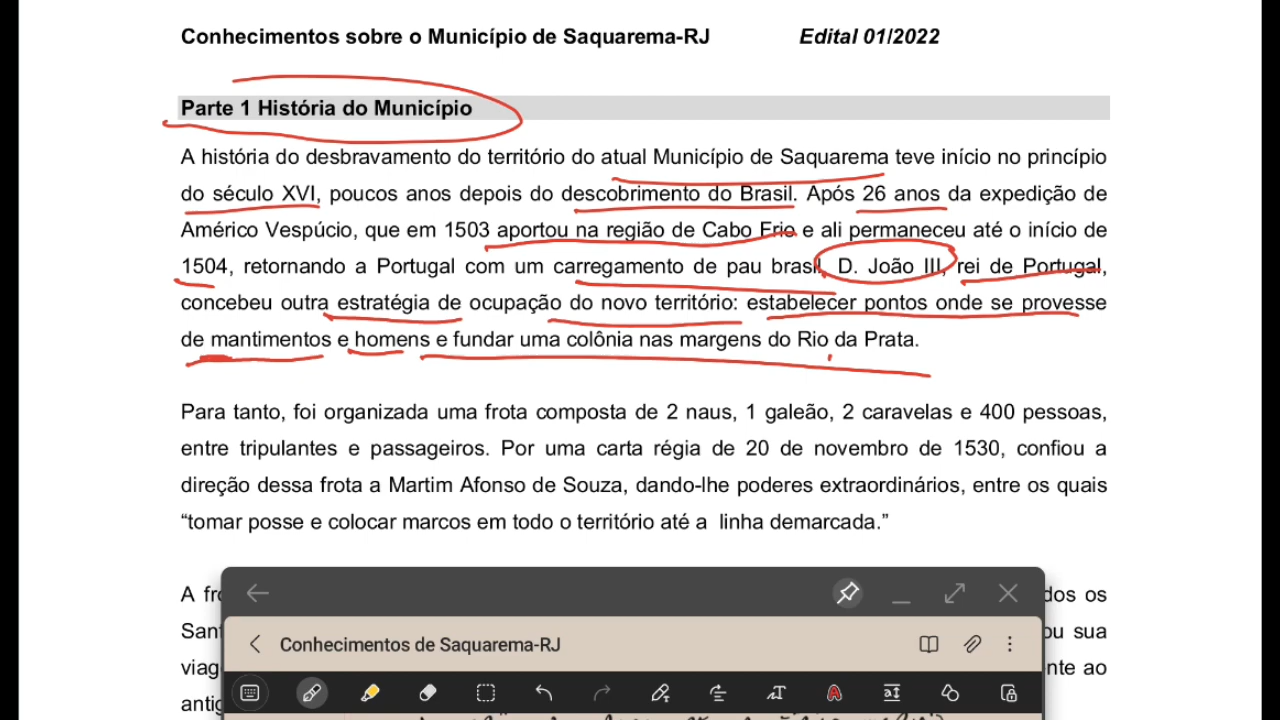 Conhecimentos sobre o Município de Saquarema-RJ Edital 01/2022
Parte 1 História do Município
A história do desbravamento do território do atual Município de Saquarema teve início no princípio
do século XVI, poucos anos depois do descobrimento do Brasil. Após 26 anos da expedição de
Américo Vespúcio, que em 1503 aportou na região de Cabo Frio e ali permaneceu até o início de
1504, retornando a Portugal com um carregamento de pau brasil, D. João III, rei de Portugal,
concebeu outra estratégia de ocupação do novo território: estabelecer pontos onde se provesse
de mantimentos e homens e fundar uma colônia nas margens do Rio da Prata.
Para tanto, foi organizada uma frota composta de 2 naus, 1 galeão, 2 caravelas e 400 pessoas,
entre tripulantes e passageiros. Por uma carta régia de 20 de novembro de 1530, confiou a
direção dessa frota a Martim Afonso de Souza, dando-lhe poderes extraordinários, entre os quais
“tomar posse e colocar marcos em todo o território até a linha demarcada.”
A fro dos os
Sant ou sua
viag nte ao
antig
Conhecimentos de Saquarema-RJ